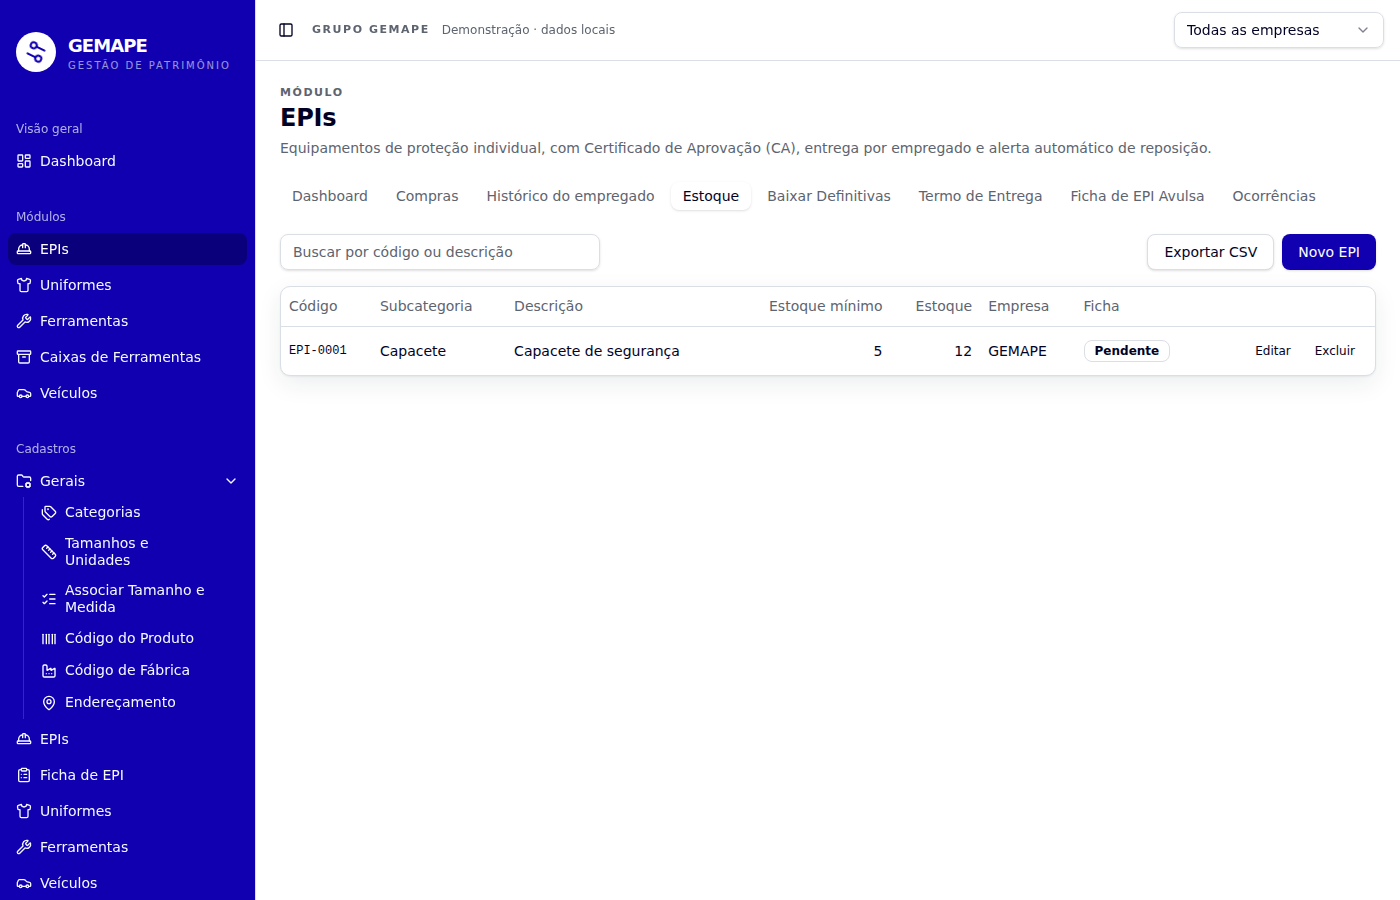 GEMAPE
GESTÃO DE PATRIMÔNIO
Visão geral
Dashboard
Módulos
EPIs
Uniformes
Ferramentas
Caixas de Ferramentas
Veículos
Cadastros
Gerais
Categorias
Tamanhos e
Unidades
Associar Tamanho e
Medida
Código do Produto
Código de Fábrica
Endereçamento
EPIs
Ficha de EPI
Uniformes
Ferramentas
Veículos
GRUPO GEMAPE Demonstração · dados locais Todas as empresas
MÓDULO
EPIs
Equipamentos de proteção individual, com Certificado de Aprovação (CA), entrega por empregado e alerta automático de reposição.
Dashboard Compras Histórico do empregado Estoque Baixar Definitivas Termo de Entrega Ficha de EPI Avulsa Ocorrências
Buscar por código ou descrição Exportar CSV Novo EPI
Código Subcategoria Descrição Estoque mínimo Estoque Empresa Ficha
EPI-0001 Capacete Capacete de segurança 5 12 GEMAPE Pendente Editar Excluir